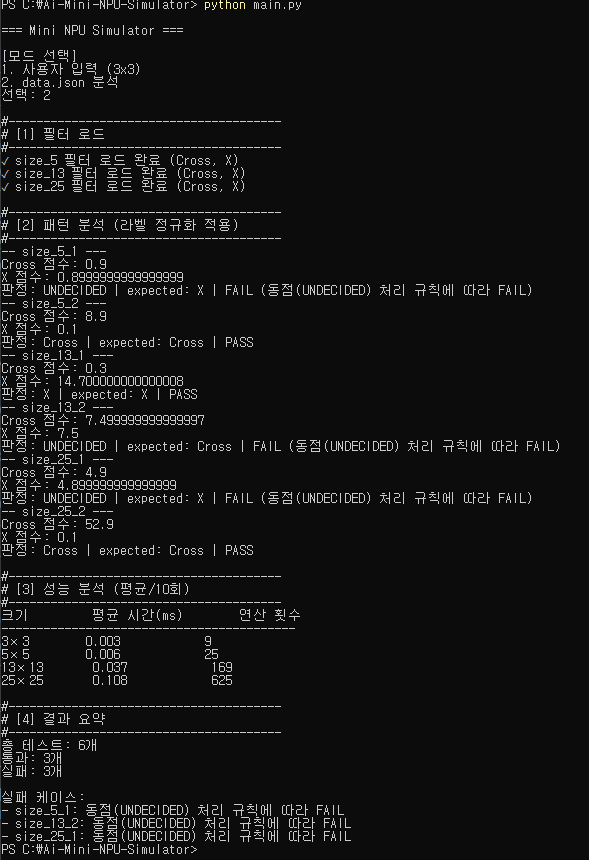 PS C:\Ai-Mini-NPU-Simulator> python main.py
=== Mini NPU Simulator ===
[모드 선택]
1. 사용자 입력 (3x3)
2. data.json 분석
선택: 2
#---------------------------------------
# [1] 필터 로드
#---------------------------------------
✓ size_5 필터 로드 완료 (Cross, X)
✓ size_13 필터 로드 완료 (Cross, X)
✓ size_25 필터 로드 완료 (Cross, X)
#---------------------------------------
# [2] 패턴 분석 (라벨 정규화 적용)
#---------------------------------------
-- size_5_1 ---
Cross 점수: 0.9
X 점수: 0.8999999999999999
판정: UNDECIDED | expected: X | FAIL (동점(UNDECIDED) 처리 규칙에 따라 FAIL)
-- size_5_2 ---
Cross 점수: 8.9
X 점수: 0.1
판정: Cross | expected: Cross | PASS
-- size_13_1 ---
Cross 점수: 0.3
X 점수: 14.700000000000008
판정: X | expected: X | PASS
-- size_13_2 ---
Cross 점수: 7.499999999999997
X 점수: 7.5
판정: UNDECIDED | expected: Cross | FAIL (동점(UNDECIDED) 처리 규칙에 따라 FAIL)
-- size_25_1 ---
Cross 점수: 4.9
X 점수: 4.899999999999999
판정: UNDECIDED | expected: X | FAIL (동점(UNDECIDED) 처리 규칙에 따라 FAIL)
-- size_25_2 ---
Cross 점수: 52.9
X 점수: 0.1
판정: Cross | expected: Cross | PASS
#---------------------------------------
# [3] 성능 분석 (평균/10회)
#---------------------------------------
크기 평균 시간(ms) 연산 횟수
------------------------------------------
3×3 0.003 9
5×5 0.006 25
13×13 0.037 169
25×25 0.108 625
#---------------------------------------
# [4] 결과 요약
#---------------------------------------
총 테스트: 6개
통과: 3개
실패: 3개
실패 케이스:
- size_5_1: 동점(UNDECIDED) 처리 규칙에 따라 FAIL
- size_13_2: 동점(UNDECIDED) 처리 규칙에 따라 FAIL
- size_25_1: 동점(UNDECIDED) 처리 규칙에 따라 FAIL
PS C:\Ai-Mini-NPU-Simulator>